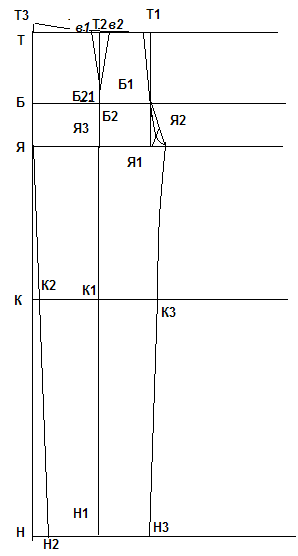 Т3 в1 Т2 в2 Т1
Т
Б1
Б21
Б Б2 Я2
Я3
Я Я1
К2 К1
К К3
Н1 Н3
Н
Н2